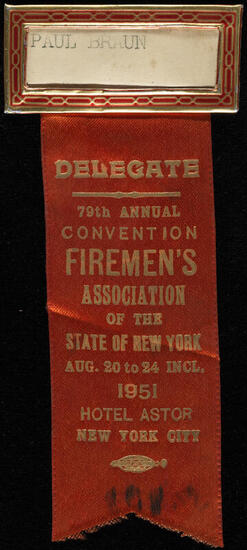 PAUL BRAUN
DELEGATE
79th ANNUAL
CONVENTION
FIREMEN'S
ASSOCIATION
OF THE
STATE OF NEW YORK
AUG. 20 to 24 INCL.
1951
HOTEL ASTOR
NEW YORK CITY